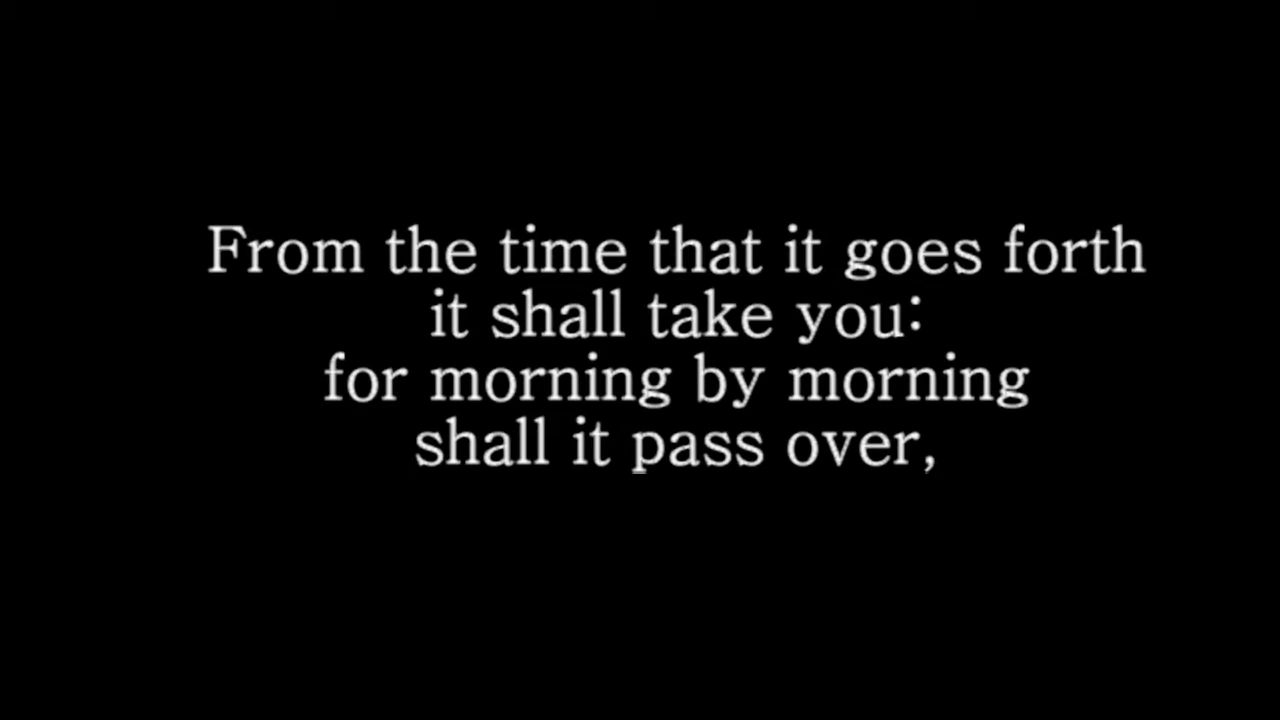 From the time that it goes forth
it shall take you:
for morning by morning
shall it pass over,